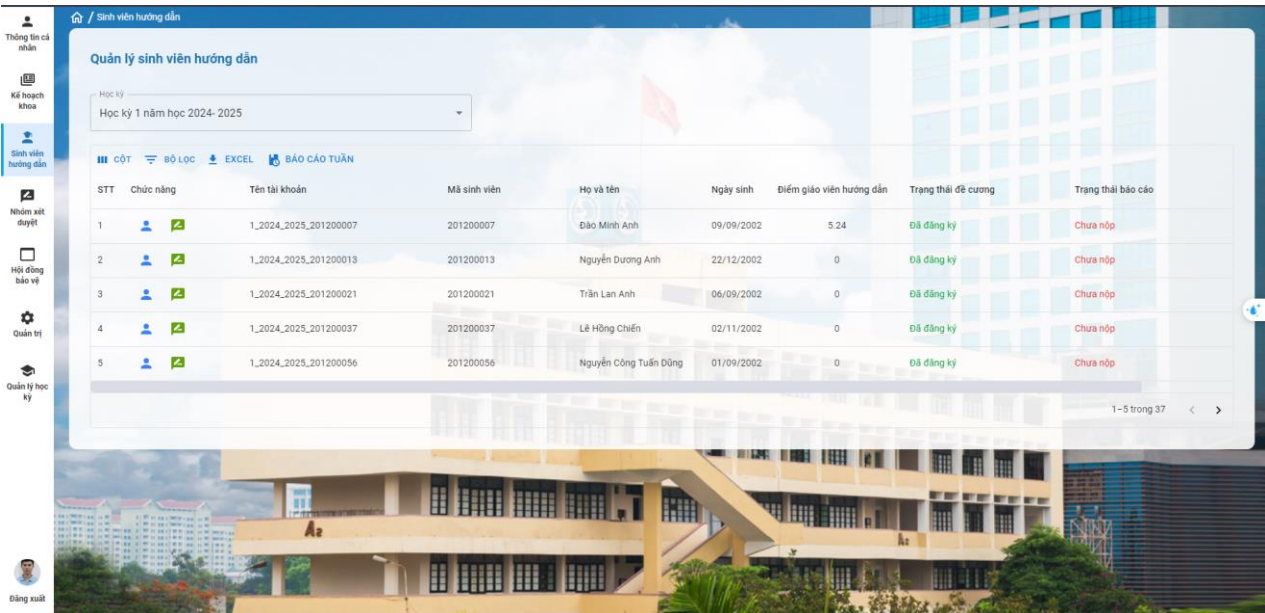 / Sinh viên hướng dẫn
Thông tin cá
nhân
Kế hoạch
khoa
Sinh viên
hướng dẫn
Nhóm xét
duyệt
Hội đồng
bảo vệ
Quản trị
Quản lý học
kỳ
Đăng xuất
Quản lý sinh viên hướng dẫn
Học kỳ
Học kỳ 1 năm học 2024- 2025
CỘT BỘ LỌC EXCEL BÁO CÁO TUẦN
STT Chức năng Tên tài khoản Mã sinh viên Họ và tên Ngày sinh Điểm giáo viên hướng dẫn Trạng thái đề cương Trạng thái báo cáo
1 1_2024_2025_201200007 201200007 Đào Minh Anh 09/09/2002 5.24 Đã đăng ký Chưa nộp
2 1_2024_2025_201200013 201200013 Nguyễn Dương Anh 22/12/2002 0 Đã đăng ký Chưa nộp
3 1_2024_2025_201200021 201200021 Trần Lan Anh 06/09/2002 0 Đã đăng ký Chưa nộp
4 1_2024_2025_201200037 201200037 Lê Hồng Chiến 02/11/2002 0 Đã đăng ký Chưa nộp
5 1_2024_2025_201200056 201200056 Nguyễn Công Tuấn Dũng 01/09/2002 0 Đã đăng ký Chưa nộp
1–5 trong 37
A2
A2